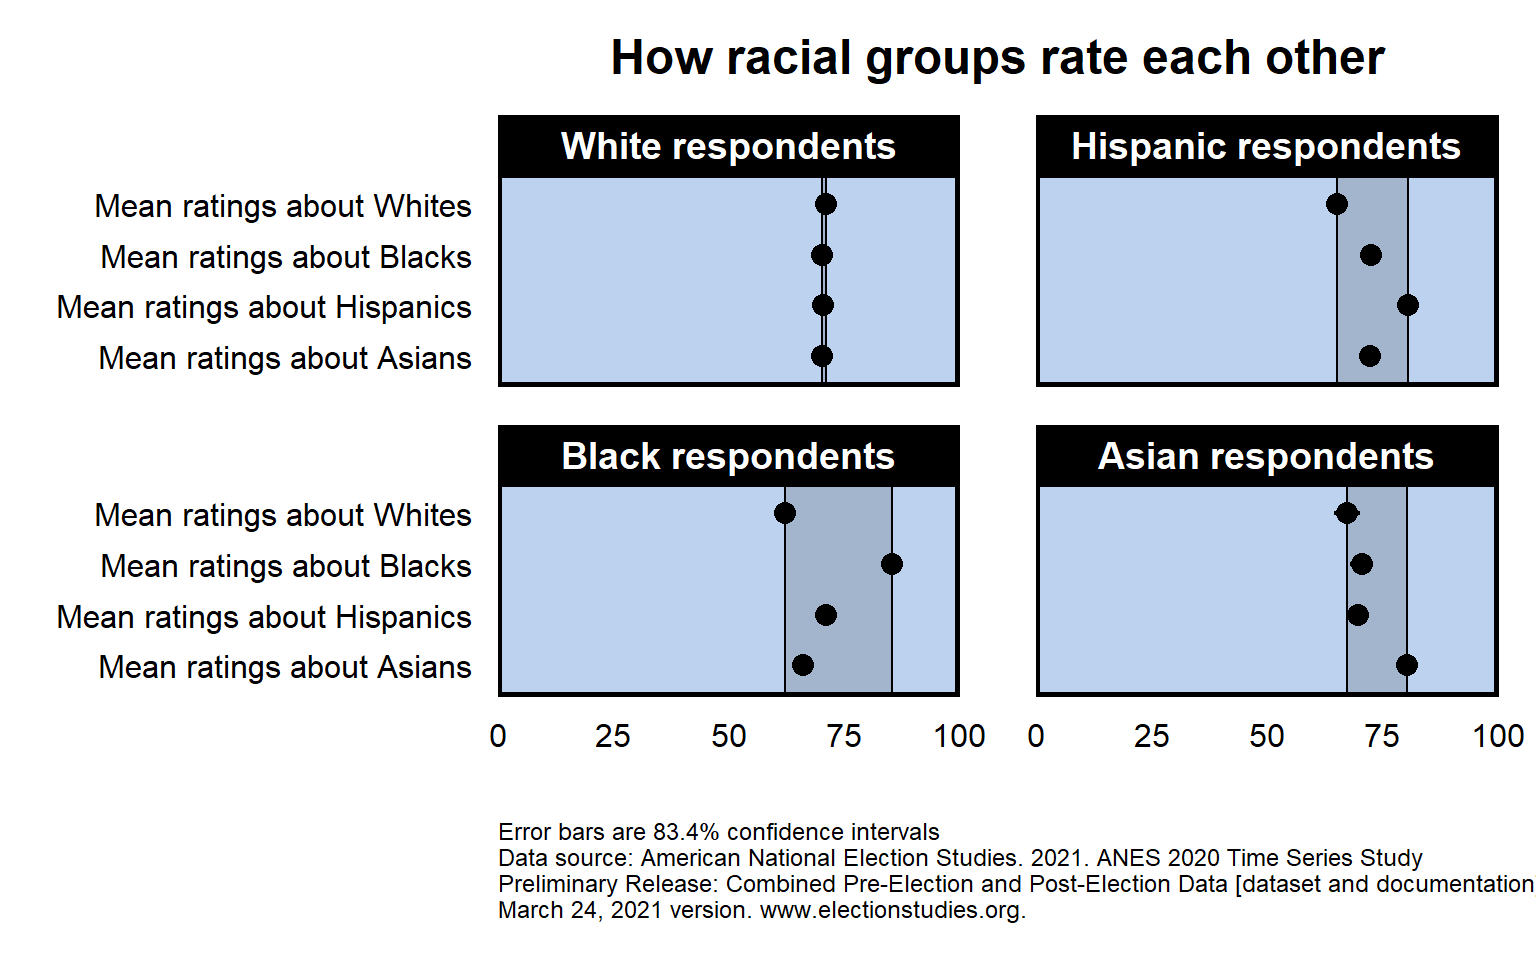 How racial groups rate each other
White respondents
Hispanic respondents
Mean ratings about Whites
Mean ratings about Blacks
Mean ratings about Hispanics
Mean ratings about Asians
Black respondents
Asian respondents
Mean ratings about Whites
Mean ratings about Blacks
Mean ratings about Hispanics
Mean ratings about Asians
0 25 50 75 100
0 25 50 75 100
Error bars are 83.4% confidence intervals
Data source: American National Election Studies. 2021. ANES 2020 Time Series Study
Preliminary Release: Combined Pre-Election and Post-Election Data [dataset and documentation]
March 24, 2021 version. www.electionstudies.org.